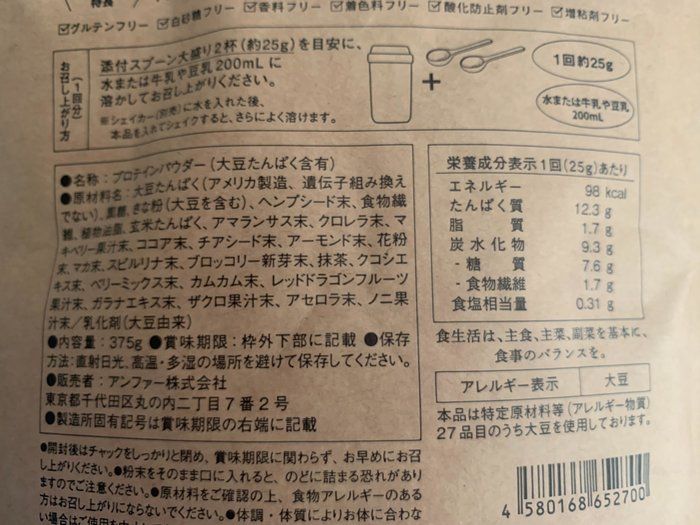 特長
☑グルテンフリー ☑白砂糖フリー ☑香料フリー ☑着色料フリー ☑酸化防止剤フリー ☑増粘剤フリー
お召し上がり方
(1回分)
添付スプーン大盛り2杯(約25g)を目安に、
水または牛乳や豆乳200mLに
溶かしてお召し上がりください。
※シェイカー(別売)に水を入れた後、
本品を入れてシェイクすると、さらによく溶けます。
+
1回約25g
水または牛乳や豆乳
200mL
●名称:プロテインパウダー(大豆たんぱく含有)
●原材料名:大豆たんぱく(アメリカ製造、遺伝子組み換え
でない)、黒糖、きな粉(大豆を含む)、ヘンプシード末、食物繊
維、植物油脂、玄米たんぱく、アマランサス末、クロレラ末、マ
キベリー果汁末、ココア末、チアシード末、アーモンド末、花粉
末、マカ末、スピルリナ末、ブロッコリー新芽末、抹茶、クコシエ
キス末、ベリーミックス末、カムカム末、レッドドラゴンフルーツ
果汁末、ガラナエキス末、ザクロ果汁末、アセロラ末、ノニ果
汁末/乳化剤(大豆由来)
●内容量:375g ●賞味期限:枠外下部に記載 ●保存
方法:直射日光、高温・多湿の場所を避けて保存してください。
●販売者:アンファー株式会社
東京都千代田区丸の内二丁目7番2号
●製造所固有記号は賞味期限の右端に記載
栄養成分表示1回(25g)あたり
エネルギー 98 kcal
たんぱく質 12.3 g
脂質 1.7 g
炭水化物 9.3 g
- 糖質 7.6 g
- 食物繊維 1.7 g
食塩相当量 0.31 g
食生活は、主食、主菜、副菜を基本に、
食事のバランスを。
アレルギー表示 大豆
本品は特定原材料等(アレルギー物質)
27品目のうち大豆を使用しております。
●開封後はチャックをしっかりと閉め、賞味期限に関わらず、お早めにお召
し上がりください。●粉末をそのまま口に入れると、のどに詰まる恐れがあり
ますのでご注意ください。●原材料をご確認の上、食物アレルギーのある
方はお召し上がりにならないでください。●体調・体質によりお体に合わな
い場合はご使用を
4 580168 652700